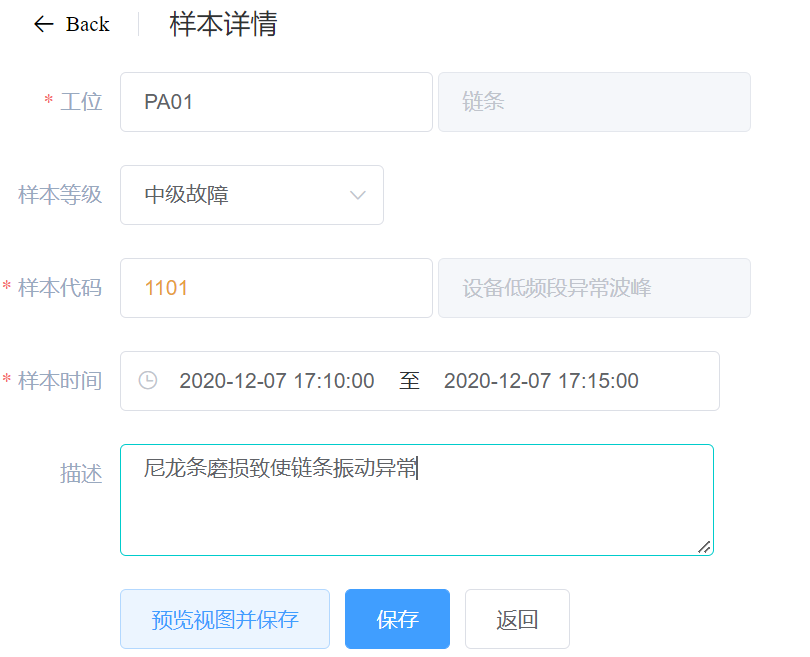 Back 样本详情
* 工位 PA01 链条
样本等级 中级故障
* 样本代码 1101 设备低频段异常波峰
* 样本时间 2020-12-07 17:10:00 至 2020-12-07 17:15:00
描述 尼龙条磨损致使链条振动异常
预览视图并保存 保存 返回